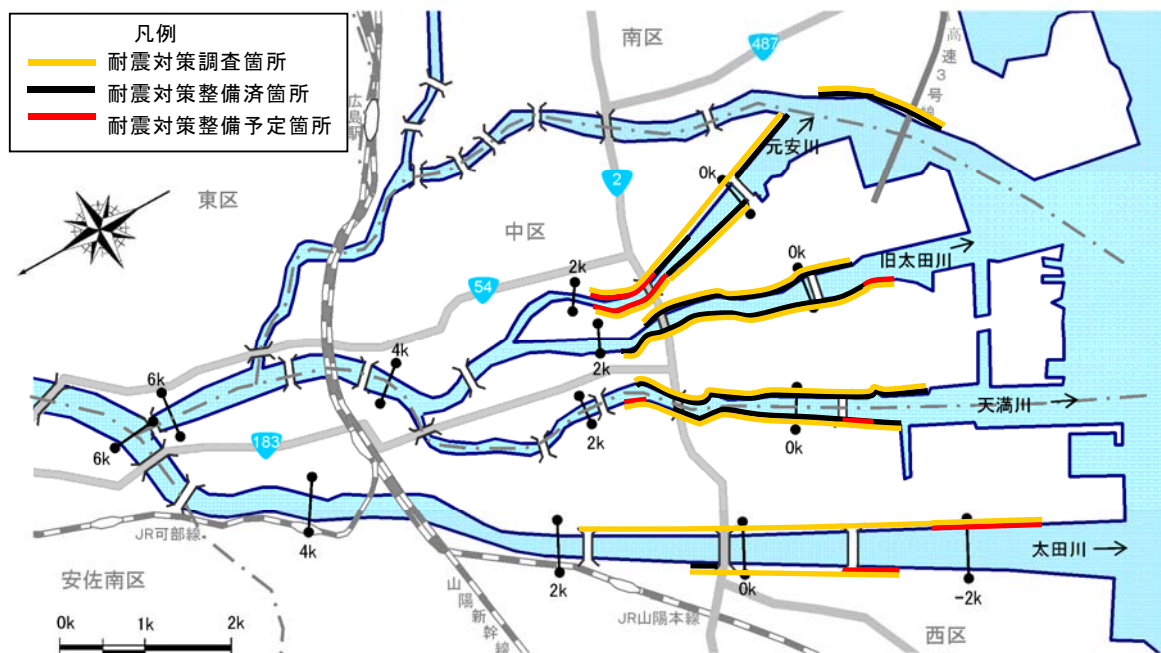 凡例
耐震対策調査箇所
耐震対策整備済箇所
耐震対策整備予定箇所
南区
487
高速3号線
広島駅
元安川
0k
2
東区
中区
旧太田川
0k
2k
54
2k
4k
6k
天満川
183
2k
0k
6k
JR可部線
4k
太田川
2k
0k
-2k
安佐南区
山陽新幹線
JR山陽本線
西区
0k
1k
2k